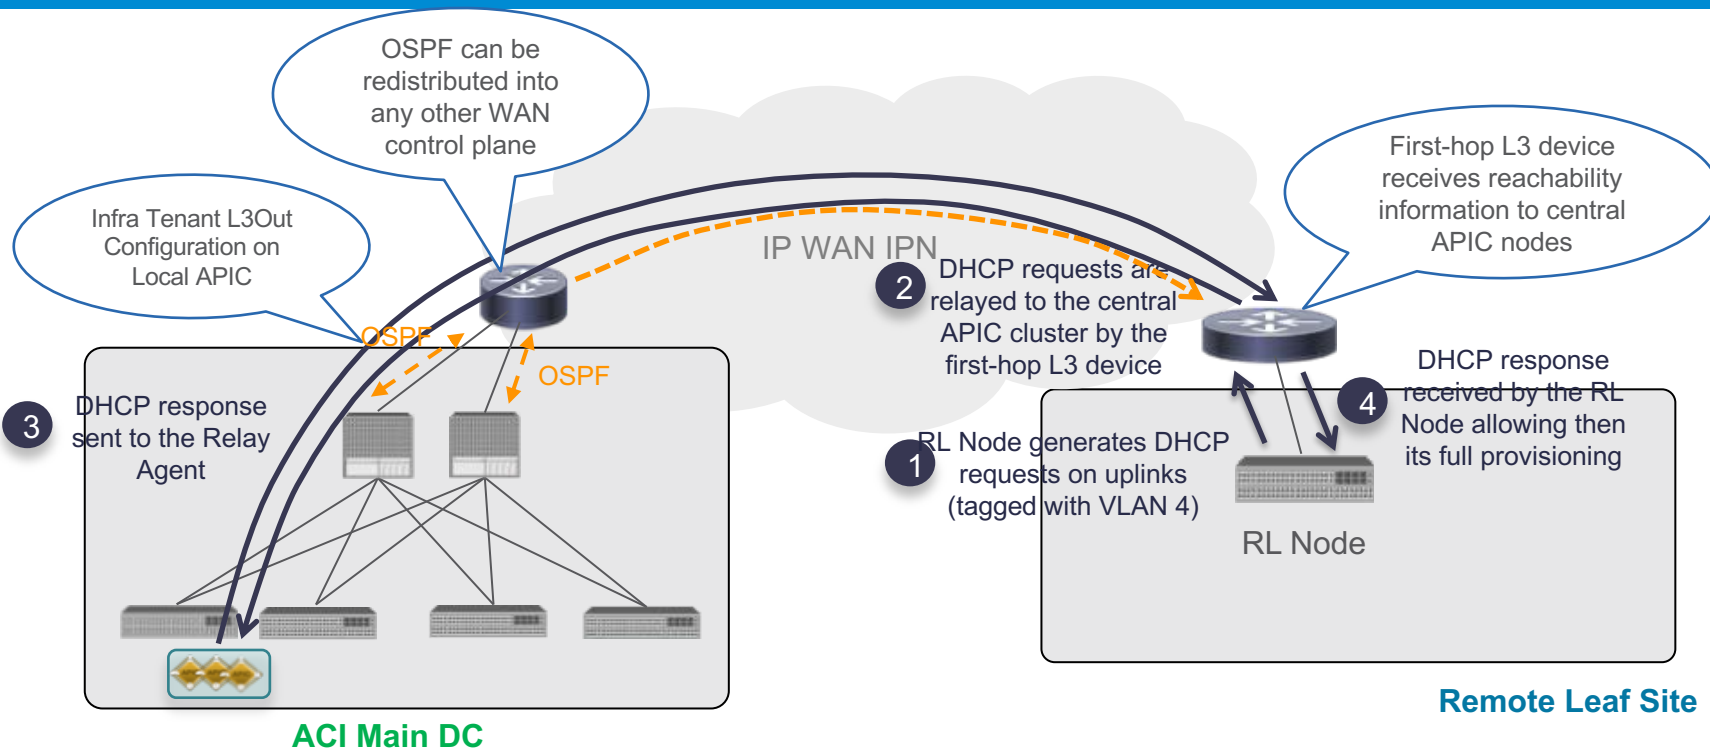 OSPF can be
redistributed into
any other WAN
control plane
Infra Tenant L3Out
Configuration on
Local APIC
First-hop L3 device
receives reachability
information to central
APIC nodes
IP WAN IPN
2
DHCP requests are
relayed to the central
APIC cluster by the
first-hop L3 device
OSPF
OSPF
3
DHCP response
sent to the Relay
Agent
4
DHCP response
received by the RL
Node allowing then
its full provisioning
1
RL Node generates DHCP
requests on uplinks
(tagged with VLAN 4)
RL Node
Remote Leaf Site
ACI Main DC